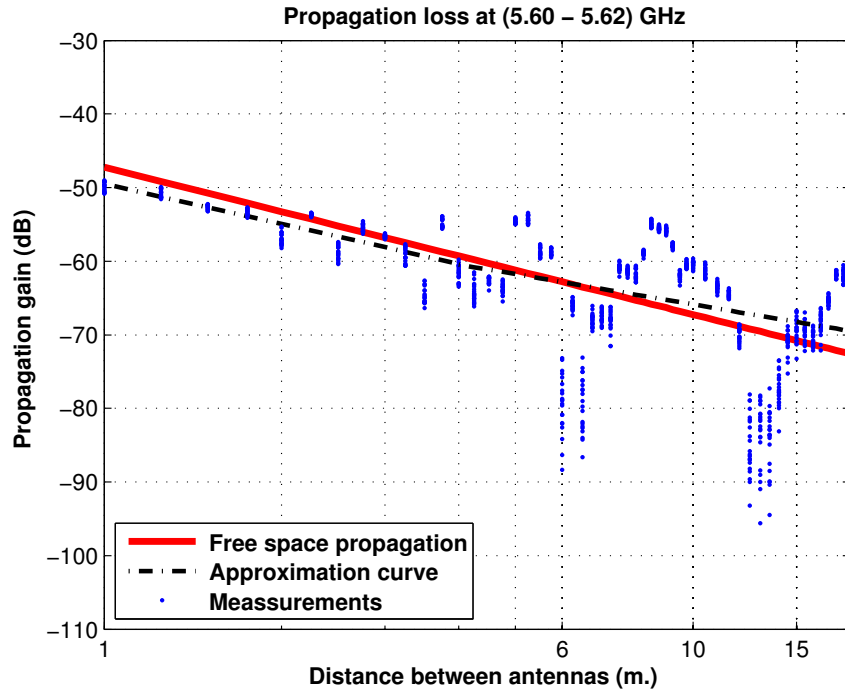 Propagation loss at (5.60 − 5.62) GHz
−30
−40
−50
−60
−70
−80
−90
−100
−110
Propagation gain (dB)
Free space propagation
Approximation curve
Meassurements
1
6
10
15
Distance between antennas (m.)